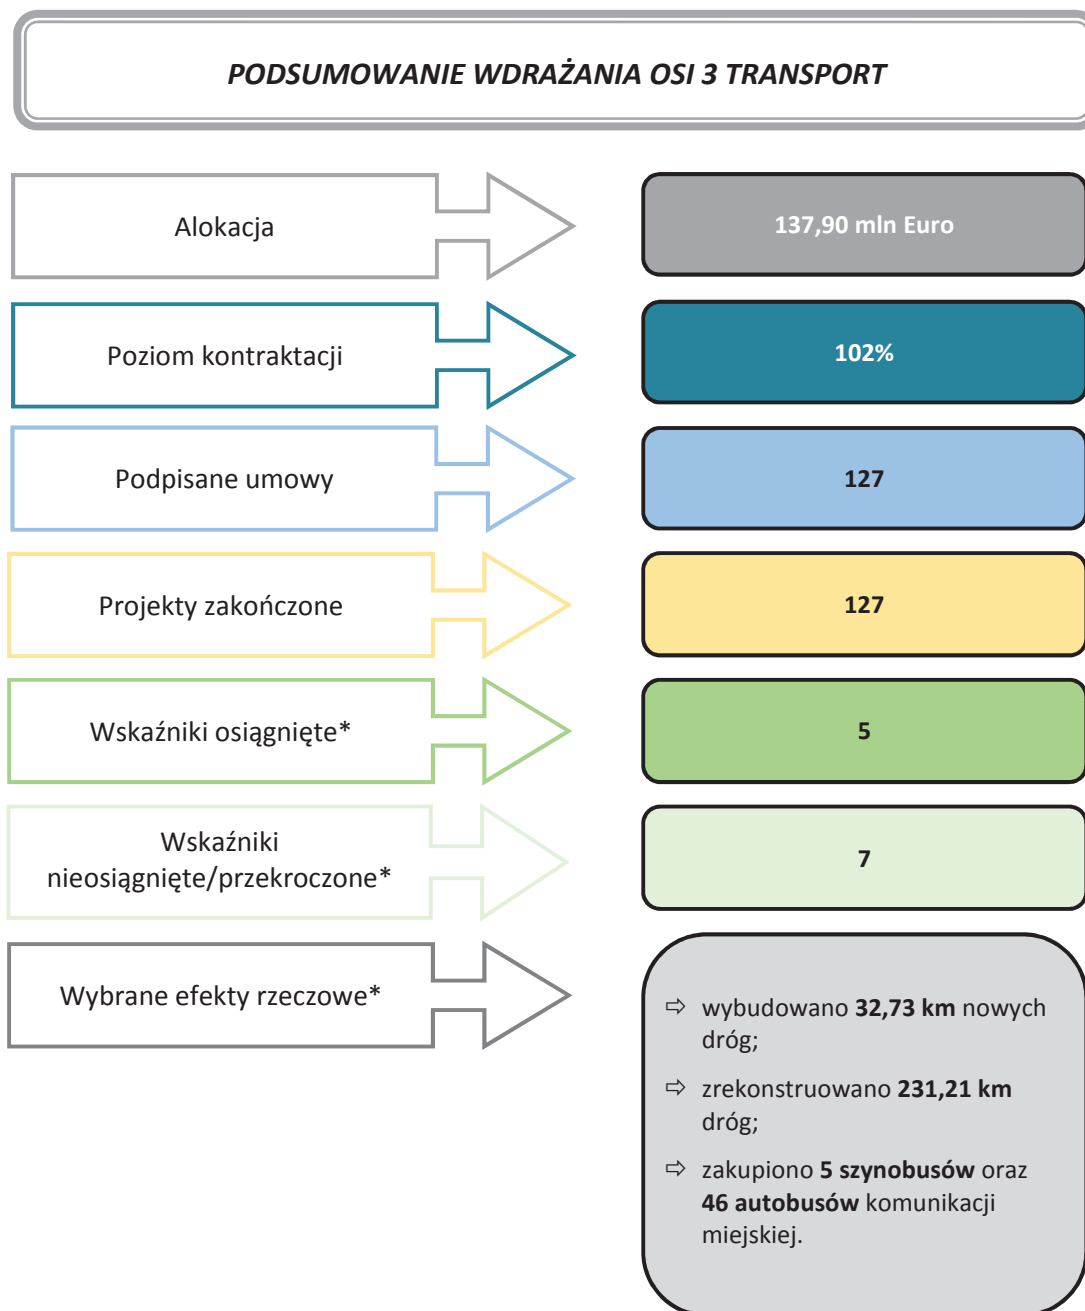 PODSUMOWANIE WDRAŻANIA OSI 3 TRANSPORT
Alokacja
137,90 mln Euro
Poziom kontraktacji
102%
Podpisane umowy
127
Projekty zakończone
127
Wskaźniki osiągnięte*
5
Wskaźniki
nieosiągnięte/przekroczone*
7
Wybrane efekty rzeczowe*
⇨ wybudowano 32,73 km nowych
dróg;
⇨ zrekonstruowano 231,21 km
dróg;
⇨ zakupiono 5 szynobusów oraz
46 autobusów komunikacji
miejskiej.